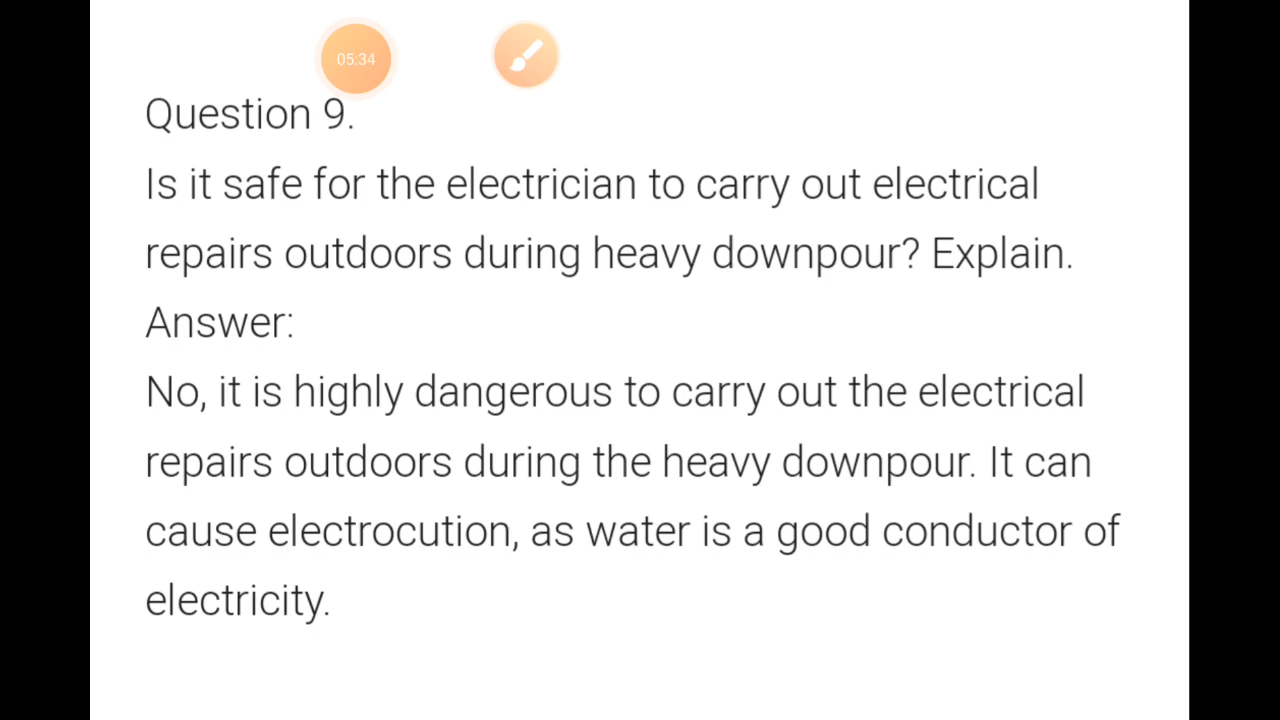 05:34
Question 9.
Is it safe for the electrician to carry out electrical
repairs outdoors during heavy downpour? Explain.
Answer:
No, it is highly dangerous to carry out the electrical
repairs outdoors during the heavy downpour. It can
cause electrocution, as water is a good conductor of
electricity.